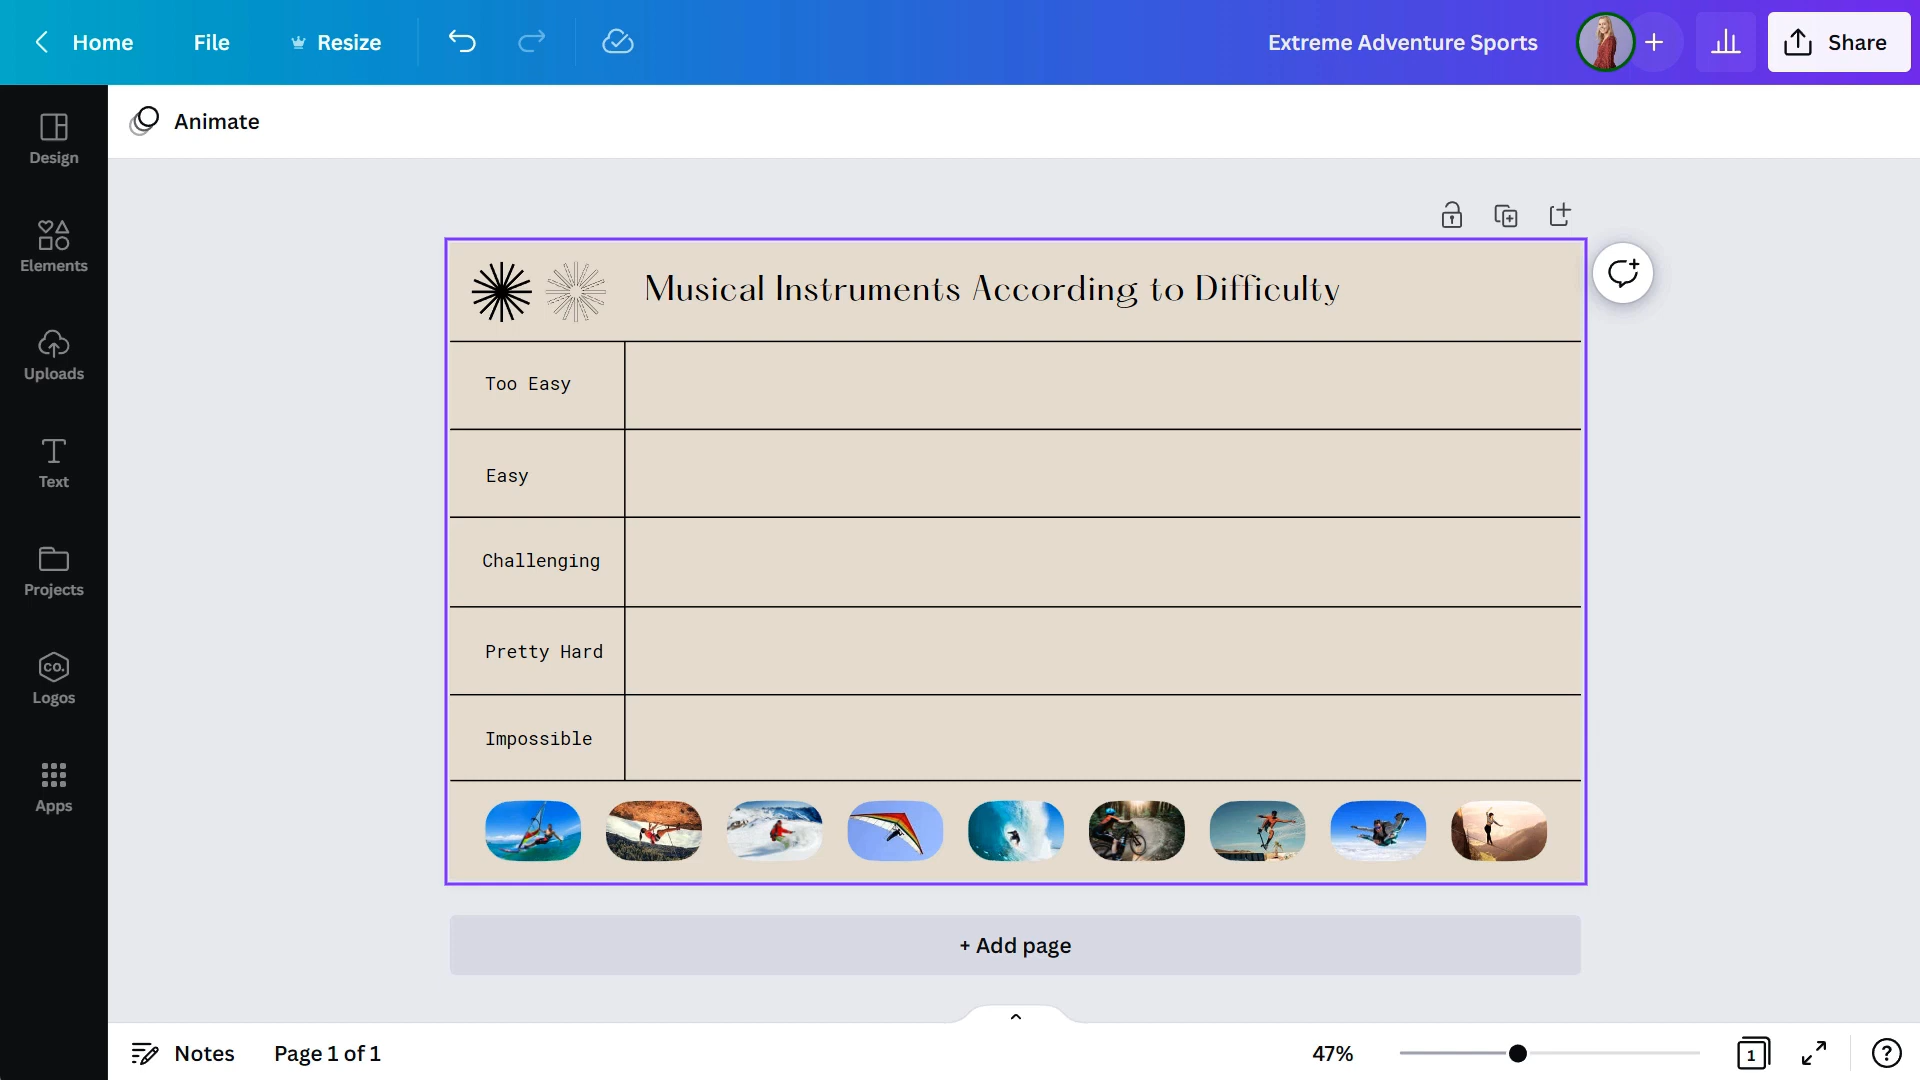 Home
File
Resize
Extreme Adventure Sports
Share
Animate
Design
Elements
Uploads
Text
Projects
CO.
Logos
Apps
Musical Instruments According to Difficulty
Too Easy
Easy
Challenging
Pretty Hard
Impossible
+ Add page
Notes
Page 1 of 1
47%
1
?